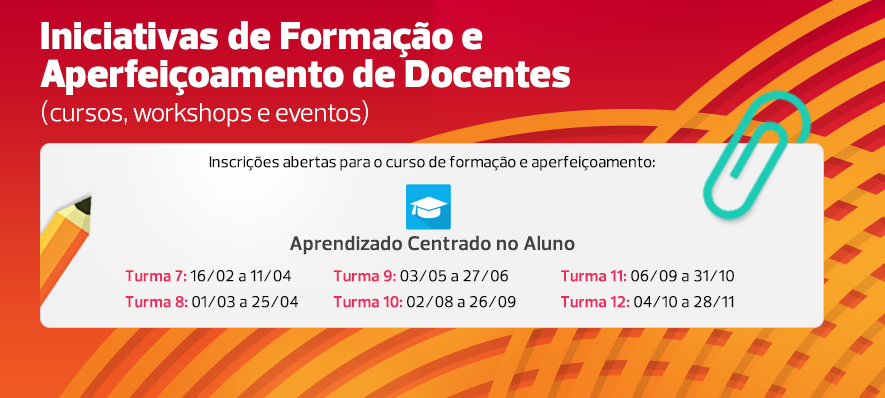 Iniciativas de Formação e
Aperfeiçoamento de Docentes
(cursos, workshops e eventos)
Inscrições abertas para o curso de formação e aperfeiçoamento:
Aprendizado Centrado no Aluno
Turma 7: 16/02 a 11/04 Turma 9: 03/05 a 27/06 Turma 11: 06/09 a 31/10
Turma 8: 01/03 a 25/04 Turma 10: 02/08 a 26/09 Turma 12: 04/10 a 28/11